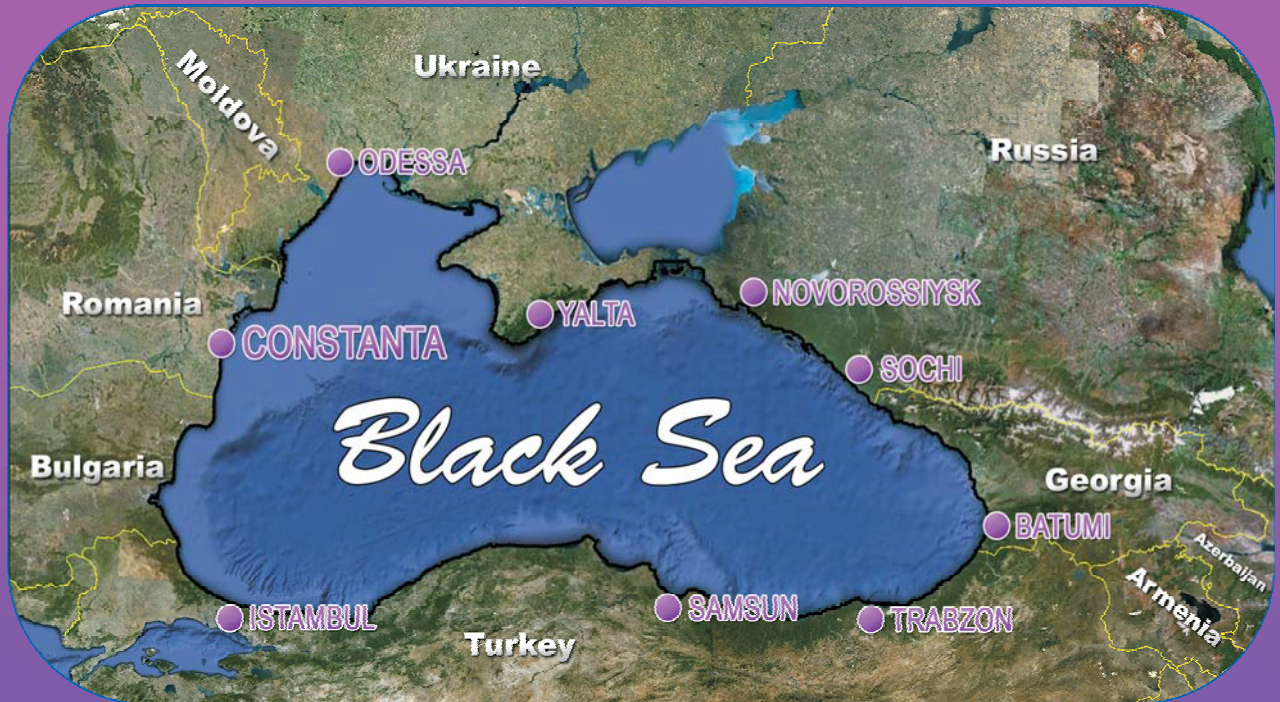 Ukraine
Moldova
Russia
ODESSA
Romania
NOVOROSSIYSK
YALTA
CONSTANTA
SOCHI
Black Sea
Bulgaria
Georgia
BATUMI
Azerbaijan
Armenia
ISTAMBUL
SAMSUN
TRABZON
Turkey